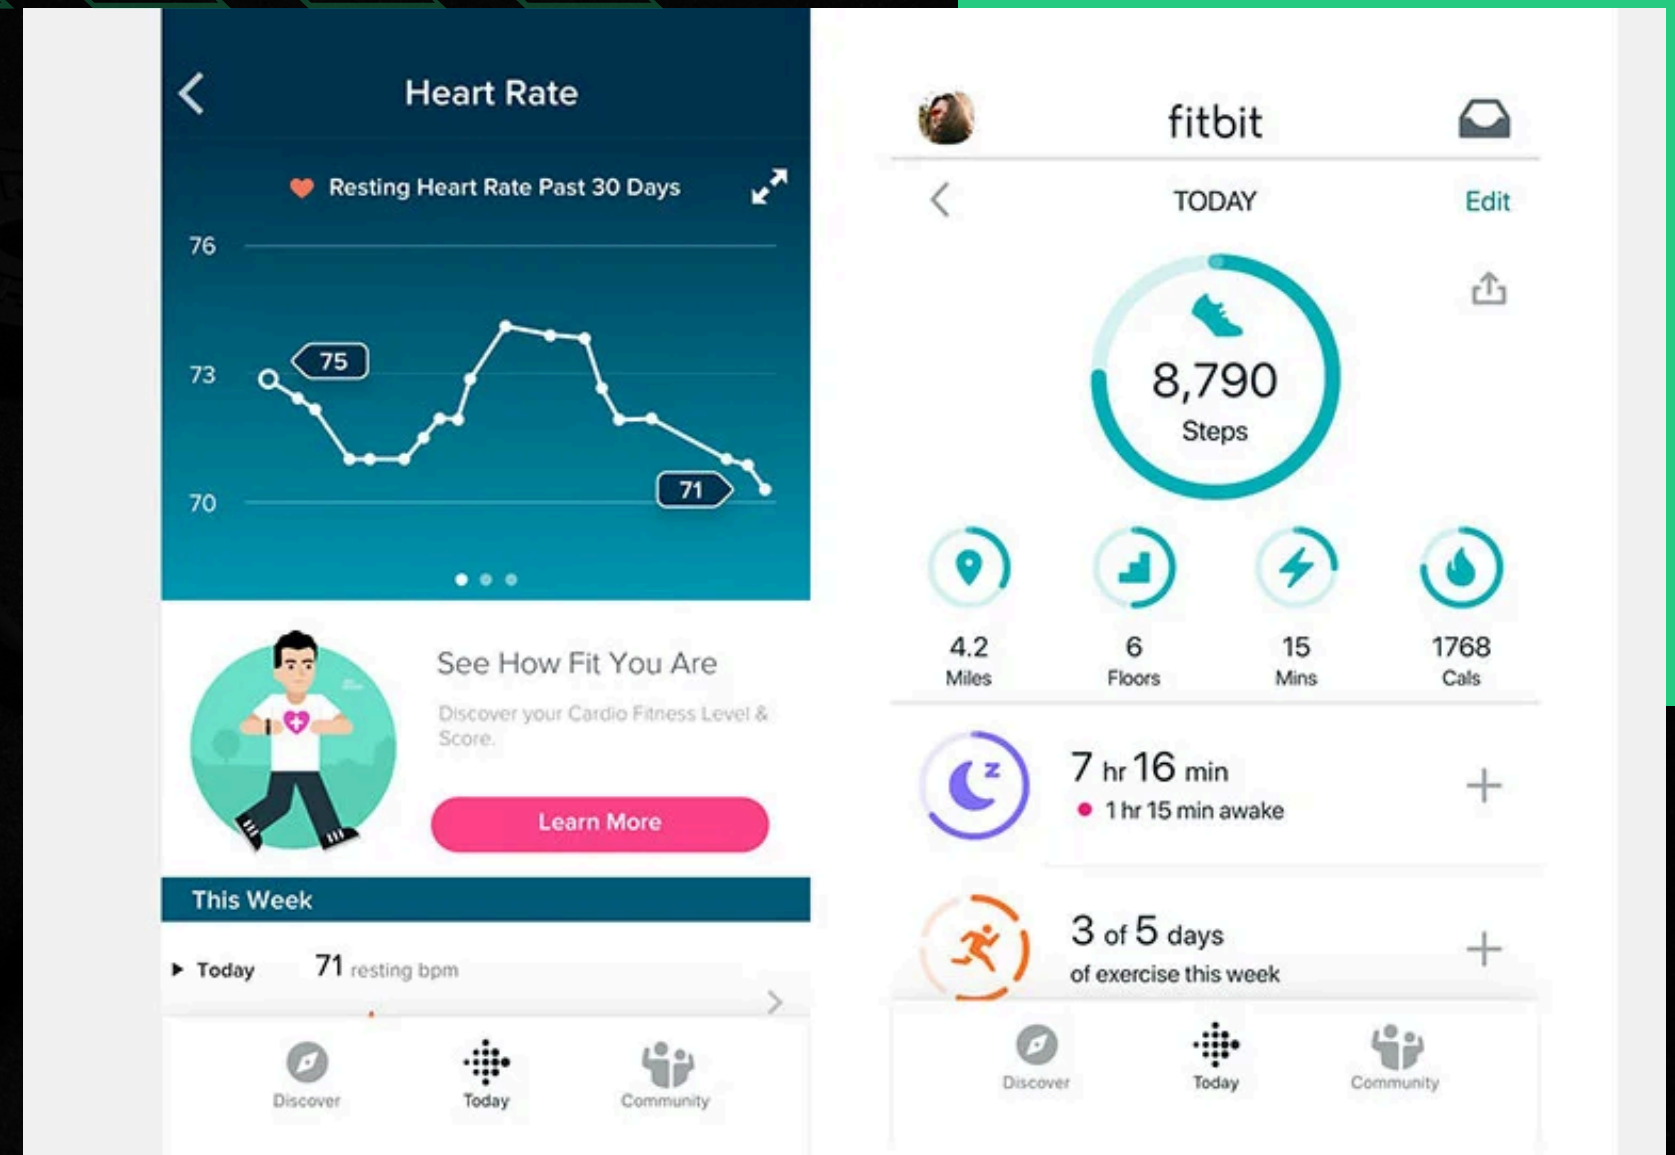 Heart Rate
Resting Heart Rate Past 30 Days
76
75
73
71
70
See How Fit You Are
Discover your Cardio Fitness Level &
Score.
Learn More
This Week
Today 71 resting bpm
Discover Today Community
fitbit
TODAY Edit
8,790
Steps
4.2 6 15 1768
Miles Floors Mins Cals
z
7 hr 16 min
1 hr 15 min awake
3 of 5 days
of exercise this week
Discover Today Community